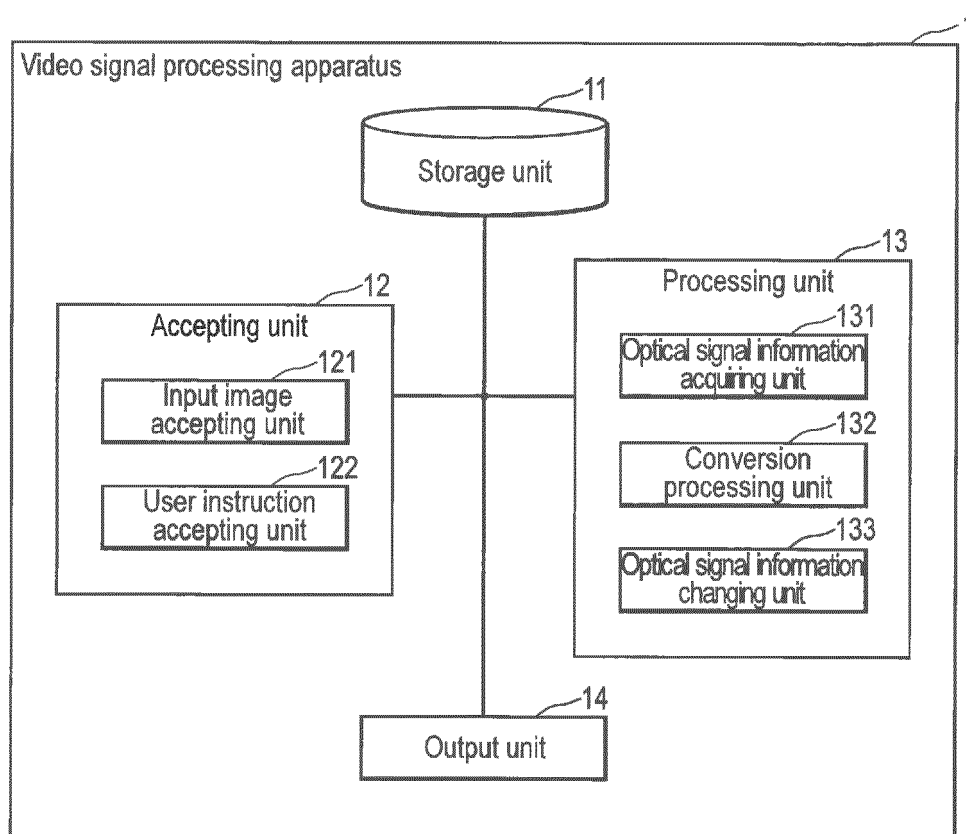 Video signal processing apparatus
11
Storage unit
13
Processing unit
12
Accepting unit
131
Optical signal information
acquiring unit
121
Input image
accepting unit
132
Conversion
processing unit
122
User instruction
accepting unit
133
Optical signal information
changing unit
14
Output unit